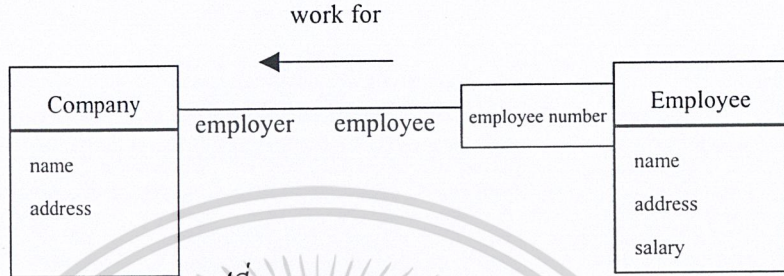 work for
Company
employer
employee
employee number
Employee
name
address
name
address
salary